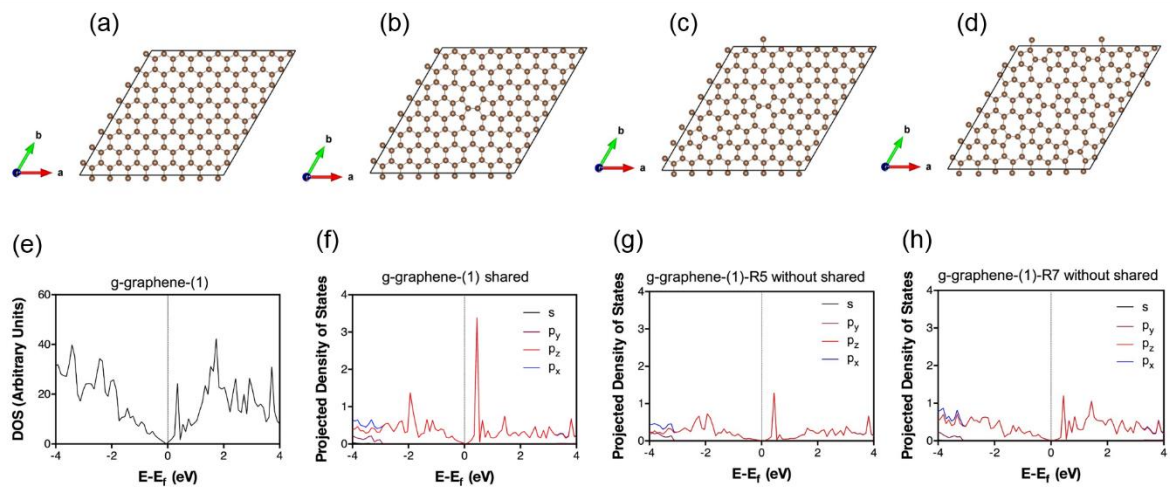 (a)
(b)
(c)
(d)
b
a
b
a
b
a
b
a
(e)
(f)
(g)
(h)
g-graphene-(1)
DOS (Arbitrary Units)
60
40
20
0
-4
-2
0
2
4
E-Ef (eV)
g-graphene-(1) shared
Projected Density of States
4
3
2
1
0
s
py
pz
px
-4
-2
0
2
4
E-Ef (eV)
g-graphene-(1)-R5 without shared
Projected Density of States
4
3
2
1
0
s
py
pz
px
-4
-2
0
2
4
E-Ef (eV)
g-graphene-(1)-R7 without shared
Projected Density of States
4
3
2
1
0
s
py
pz
px
-4
-2
0
2
4
E-Ef (eV)